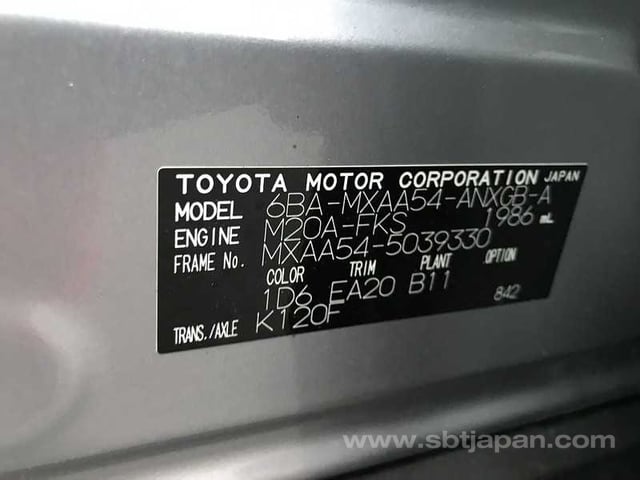 TOYOTA MOTOR CORPORATION JAPAN
MODEL 6BA-MXAA54-ANXGB-A
ENGINE M20A-FKS 1986 mL
FRAME No. MXAA54-5039330
COLOR TRIM PLANT OPTION
1D6 EA20 B11 842
TRANS./AXLE K120F
www.sbtjapan.com